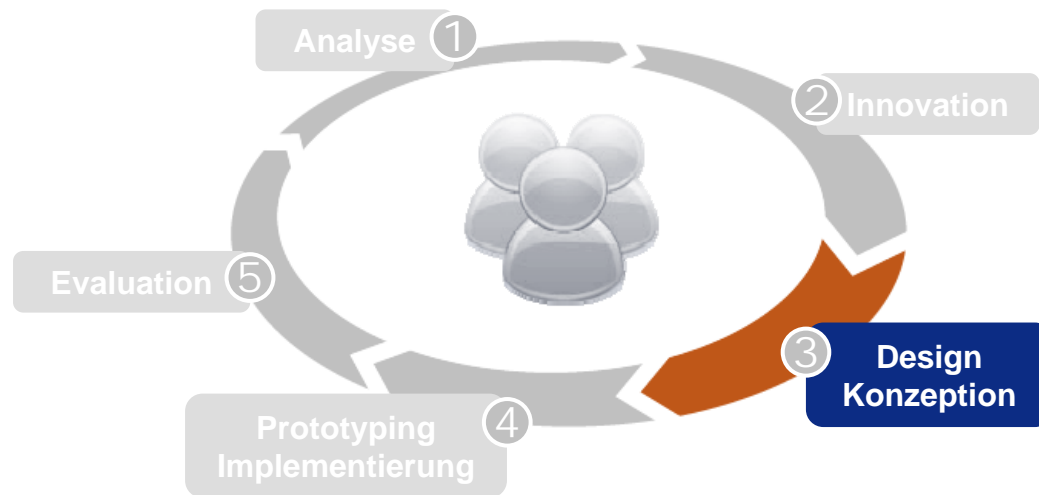 Analyse 1
2 Innovation
3 Design
Konzeption
4 Prototyping
Implementierung
Evaluation 5